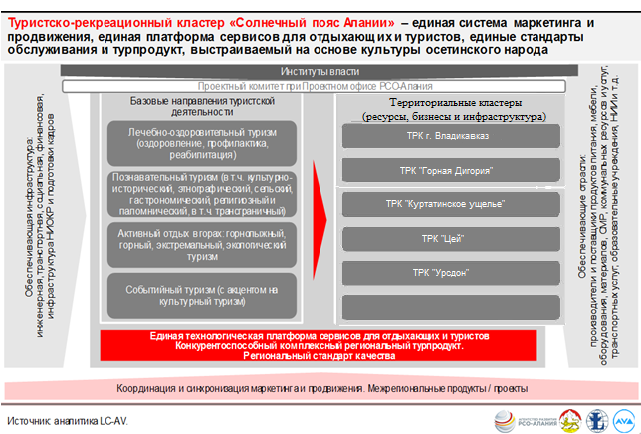 Туристско-рекреационный кластер «Солнечный пояс Алании» – единая система маркетинга и
продвижения, единая платформа сервисов для отдыхающих и туристов, единые стандарты
обслуживания и турпродукт, выстраиваемый на основе культуры осетинского народа
Институты власти
Проектный комитет при Проектном офисе РСО-Алания
Обеспечивающая инфраструктура:
инженерная, транспортная, социальная, финансовая,
инфраструктура НИОКР и подготовки кадров
Базовые направления туристской
деятельности
Лечебно-оздоровительный туризм
(оздоровление, профилактика,
реабилитация)
Познавательный туризм (в т.ч. культурно-
исторический, этнографический, сельский,
гастрономический, религиозный и
паломнический, в т.ч. трансграничный)
Активный отдых в горах: горнолыжный,
горный, экстремальный, экологический
туризм
Событийный туризм (с акцентом на
культурный туризм)
Территориальные кластеры
(ресурсы, бизнесы и инфраструктура)
ТРК г. Владикавказ
ТРК "Горная Дигория"
ТРК "Куртатинское ущелье"
ТРК "Цей"
ТРК "Урсдон"
Обеспечивающие отрасли:
производители и поставщики продуктов питания, мебели,
оборудования, материалов, СМР, коммунальных ресурсов и услуг,
транспортных услуг, образовательные учреждения, НИИ и т.д.
Единая технологическая платформа сервисов для отдыхающих и туристов
Конкурентоспособный комплексный региональный турпродукт.
Региональный стандарт качества
Координация и синхронизация маркетинга и продвижения. Межрегиональные продукты / проекты
Источник: аналитика LC-AV.
АГЕНТСТВО РАЗВИТИЯ
РСО-АЛАНИЯ
AVA